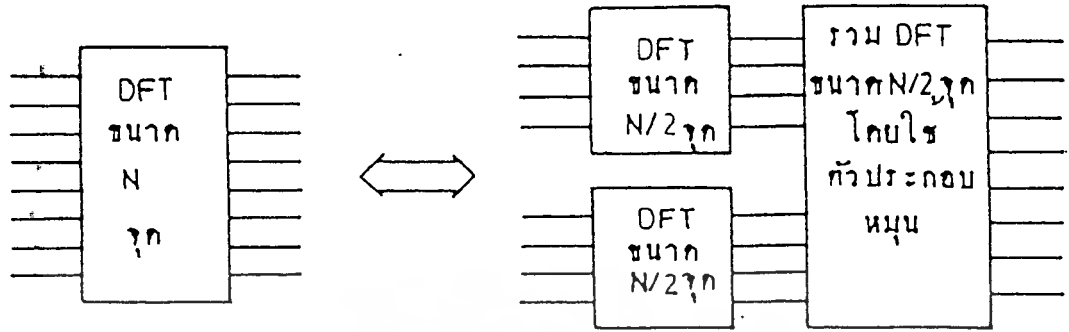 DFT
ขนาด
N
จุด
DFT
ขนาด
N/2 จุด
DFT
ขนาด
N/2 จุด
รวม DFT
ขนาด N/2 จุด
โดยใช้
ตัวประกอบ
หมุน